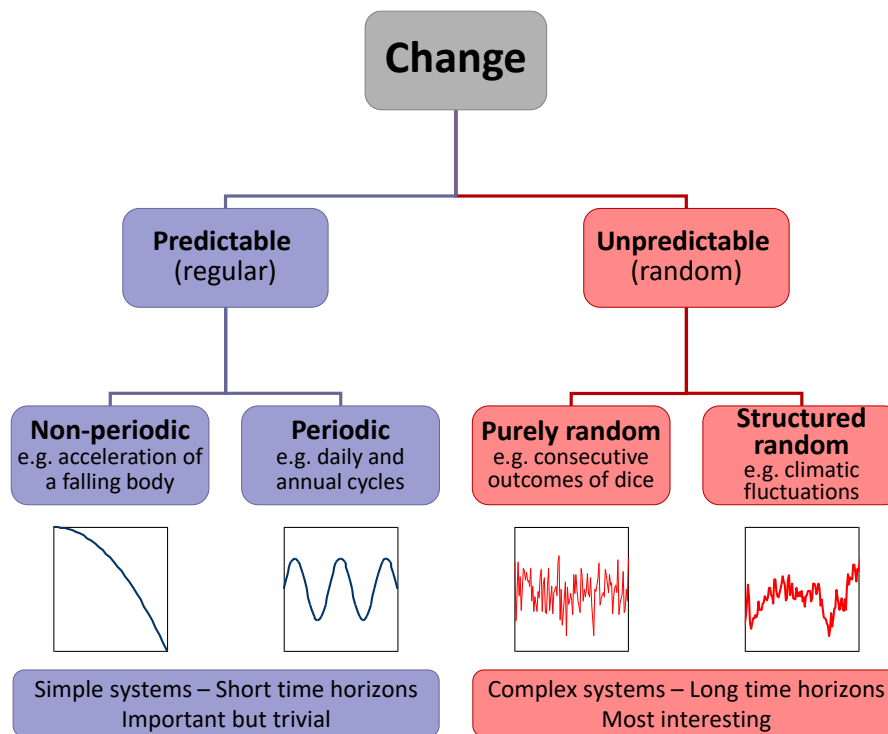 Change
Predictable
(regular)
Unpredictable
(random)
Non-periodic
e.g. acceleration of
a falling body
Periodic
e.g. daily and
annual cycles
Purely random
e.g. consecutive
outcomes of dice
Structured
random
e.g. climatic
fluctuations
Simple systems – Short time horizons
Important but trivial
Complex systems – Long time horizons
Most interesting